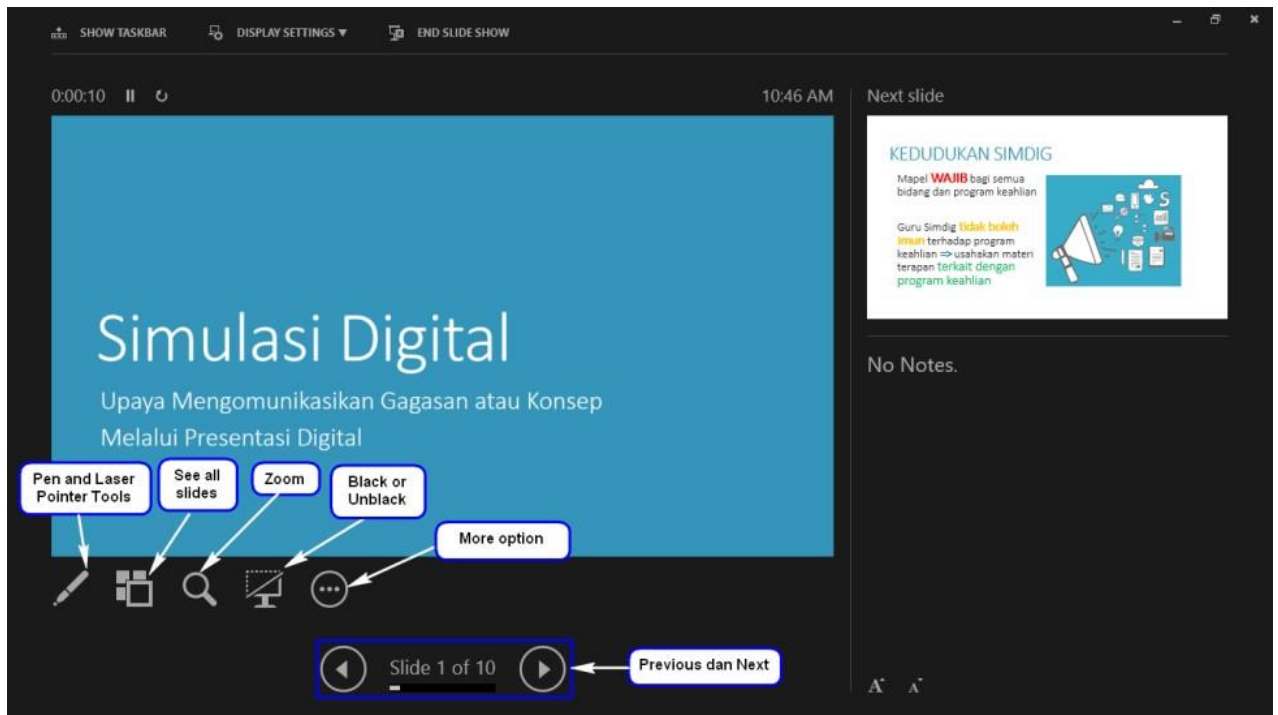 SHOW TASKBAR
DISPLAY SETTINGS ▼
END SLIDE SHOW
0:00:10
10:46 AM
Simulasi Digital
Upaya Mengomunikasikan Gagasan atau Konsep
Melalui Presentasi Digital
Pen and Laser
Pointer Tools
See all
slides
Zoom
Black or
Unblack
More option
Slide 1 of 10
Previous dan Next
Next slide
KEDUDUKAN SIMDIG
Mapel WAJIB bagi semua
bidang dan program keahlian
Guru Simdig tidak boloh
imun terhadap program
keahlian ⇒ usahakan materi
terapan terkait dengan
program keahlian
S
No Notes.
A A